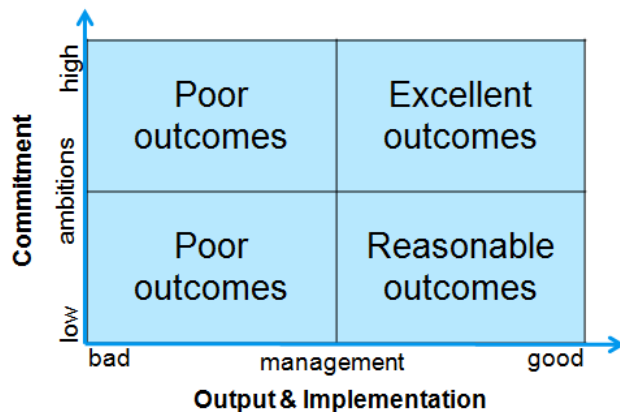 high
Poor
outcomes
Excellent
outcomes
Commitment
ambitions
Poor
outcomes
Reasonable
outcomes
low
bad
management
good
Output & Implementation